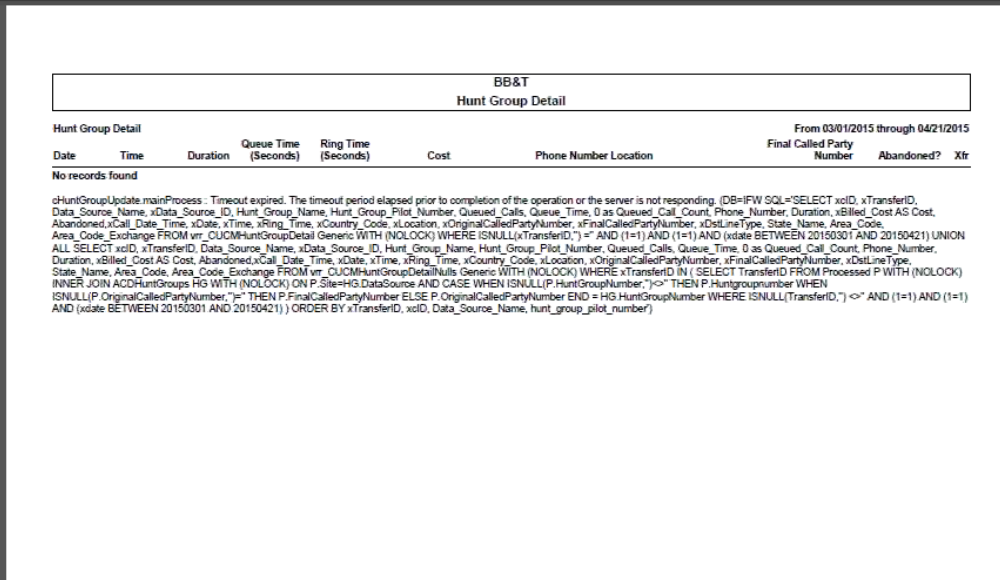 BB&T
Hunt Group Detail
Hunt Group Detail
From 03/01/2015 through 04/21/2015
Date Time Duration Queue Time (Seconds) Ring Time (Seconds) Cost Phone Number Location Final Called Party Number Abandoned? Xfr
No records found
cHuntGroupUpdate.mainProcess : Timeout expired. The timeout period elapsed prior to completion of the operation or the server is not responding. (DB=IFW SQL='SELECT xcID, xTransferID,
Data_Source_Name, xData_Source_ID, Hunt_Group_Name, Hunt_Group_Pilot_Number, Queued_Calls, Queue_Time, 0 as Queued_Call_Count, Phone_Number, Duration, xBilled_Cost AS Cost,
Abandoned,xCall_Date_Time, xDate, xTime, xRing_Time, xCountry_Code, xLocation, xOriginalCalledPartyNumber, xFinalCalledPartyNumber, xDstLineType, State_Name, Area_Code,
Area_Code_Exchange FROM vrr_CUCMHuntGroupDetail Generic WITH (NOLOCK) WHERE ISNULL(xTransferID,'') ='' AND (1=1) AND (1=1) AND (xdate BETWEEN 20150301 AND 20150421) UNION
ALL SELECT xcID, xTransferID, Data_Source_Name, xData_Source_ID, Hunt_Group_Name, Hunt_Group_Pilot_Number, Queued_Calls, Queue_Time, 0 as Queued_Call_Count, Phone_Number,
Duration, xBilled_Cost AS Cost, Abandoned,xCall_Date_Time, xDate, xTime, xRing_Time, xCountry_Code, xLocation, xOriginalCalledPartyNumber, xFinalCalledPartyNumber, xDstLineType,
State_Name, Area_Code, Area_Code_Exchange FROM vrr_CUCMHuntGroupDetailNulls Generic WITH (NOLOCK) WHERE xTransferID IN ( SELECT TransferID FROM Processed P WITH (NOLOCK)
INNER JOIN ACDHuntGroups HG WITH (NOLOCK) ON P.Site=HG.DataSource AND CASE WHEN ISNULL(P.HuntGroupNumber,'')<>'' THEN P.Huntgroupnumber WHEN
ISNULL(P.OriginalCalledPartyNumber,'')='' THEN P.FinalCalledPartyNumber ELSE P.OriginalCalledPartyNumber END = HG.HuntGroupNumber WHERE ISNULL(TransferID,'') <>'' AND (1=1) AND (1=1)
AND (xdate BETWEEN 20150301 AND 20150421) ) ORDER BY xTransferID, xcID, Data_Source_Name, hunt_group_pilot_number')